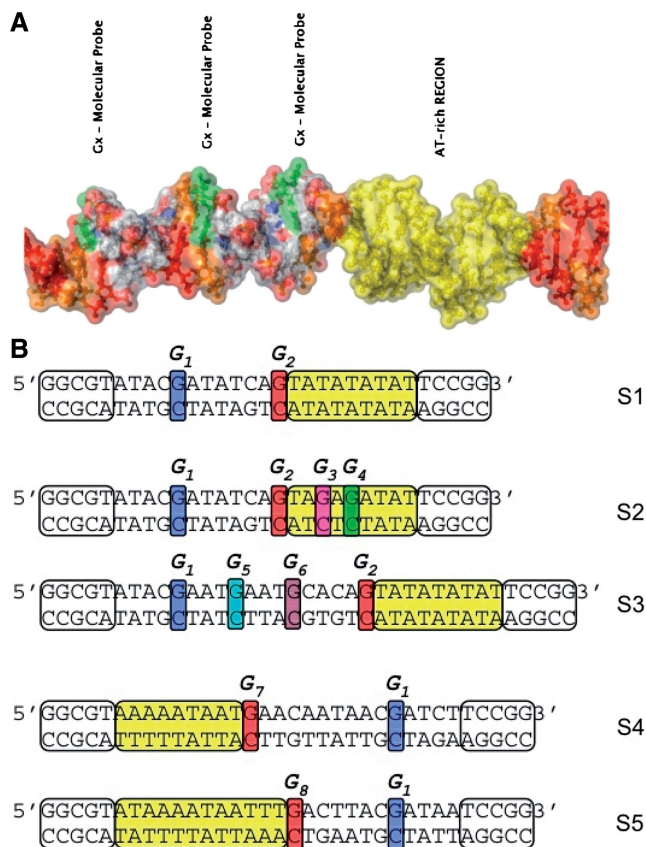 A
Gx - Molecular Probe
Gx - Molecular Probe
Gx - Molecular Probe
AT-rich REGION
B
G1 G2
5'GGCGTATACGATATCAGTATATATATTCCGG3'
CCGCATATGCTATAGTCATATATATAAGGCC
S1
G1 G2 G3 G4
5'GGCGTATACGATATCAGTAGAGATATTCCGG3'
CCGCATATGCTATAGTCATCTCTATAAGGCC
S2
G1 G5 G6 G2
5'GGCGTATACGAATGAATGCACAGTATATATATTCCGG3'
CCGCATATGCTATCTTACGTGTCATATATATAAGGCC
S3
G7 G1
5'GGCGTAAAAATAATGAACAATAACGATCTTCCGG3'
CCGCATTTTTATTACTTGTTATTGCTAGAAGGCC
S4
G8 G1
5'GGCGTATAAAATAATTTGACTTACGATAATCCGG3'
CCGCATATTTTATTAAACTGAATGCTATTAGGCC
S5